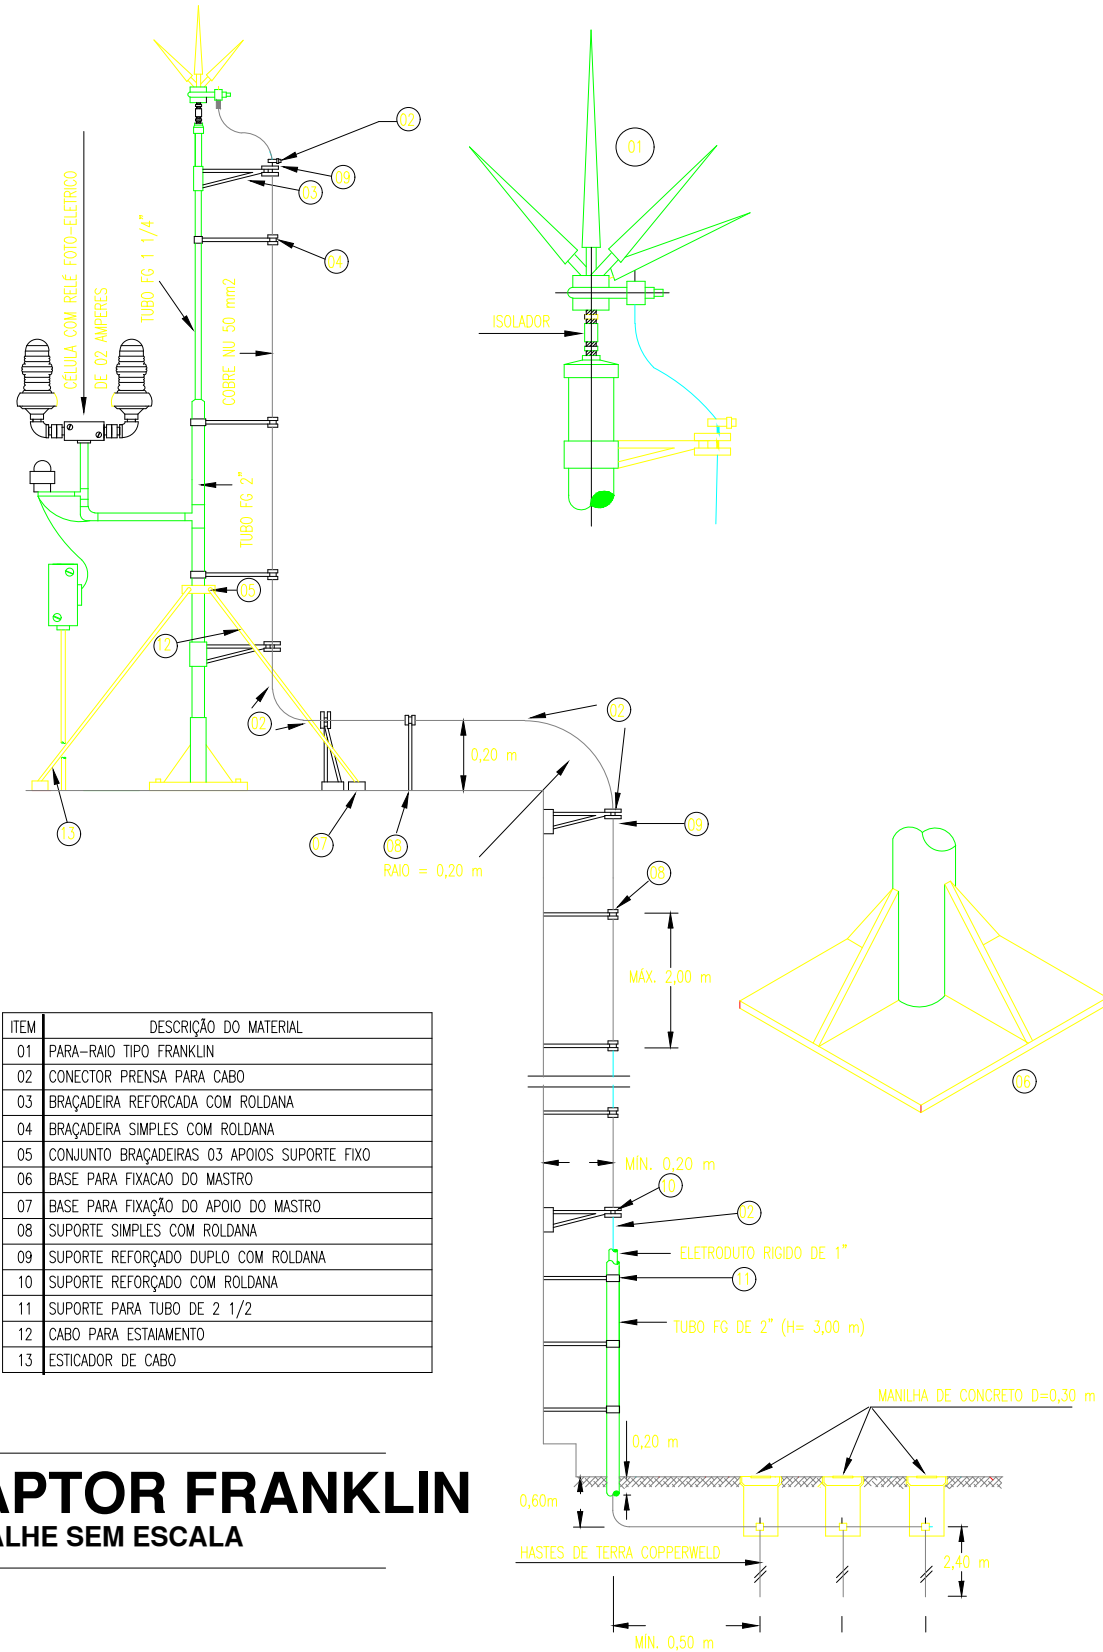 02
09
03
04
CÉLULA COM RELÉ FOTO-ELETRICO
DE 02 AMPERES
TUBO FG 1 1/4"
COBRE NU 50 mm2
TUBO FG 2"
01
ISOLADOR
05
12
02
02
0,20 m
13
07
08
RAIO = 0,20 m
09
08
MÁX. 2,00 m
06
MÍN. 0,20 m
10
02
ELETRODUTO RIGIDO DE 1"
11
TUBO FG DE 2" (H= 3,00 m)
ITEM DESCRIÇÃO DO MATERIAL
01 PARA-RAIO TIPO FRANKLIN
02 CONECTOR PRENSA PARA CABO
03 BRAÇADEIRA REFORCADA COM ROLDANA
04 BRAÇADEIRA SIMPLES COM ROLDANA
05 CONJUNTO BRAÇADEIRAS 03 APOIOS SUPORTE FIXO
06 BASE PARA FIXACAO DO MASTRO
07 BASE PARA FIXAÇÃO DO APOIO DO MASTRO
08 SUPORTE SIMPLES COM ROLDANA
09 SUPORTE REFORÇADO DUPLO COM ROLDANA
10 SUPORTE REFORÇADO COM ROLDANA
11 SUPORTE PARA TUBO DE 2 1/2
12 CABO PARA ESTAIAMENTO
13 ESTICADOR DE CABO
MANILHA DE CONCRETO D=0,30 m
0,20 m
0,60m
HASTES DE TERRA COPPERWELD
2,40 m
MÍN. 0,50 m
APTOR FRANKLIN
ALHE SEM ESCALA